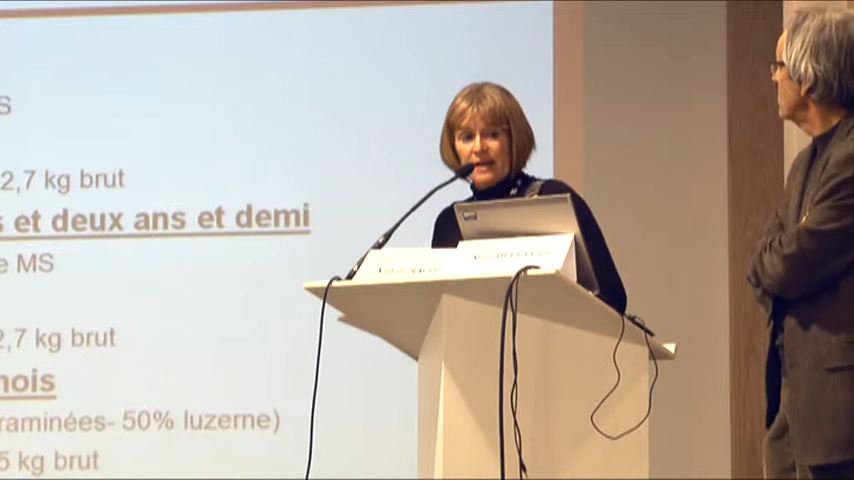 S
2,7 kg brut
s et deux ans et demi
e MS
2,7 kg brut
nois
raminées- 50% luzerne)
5 kg brut